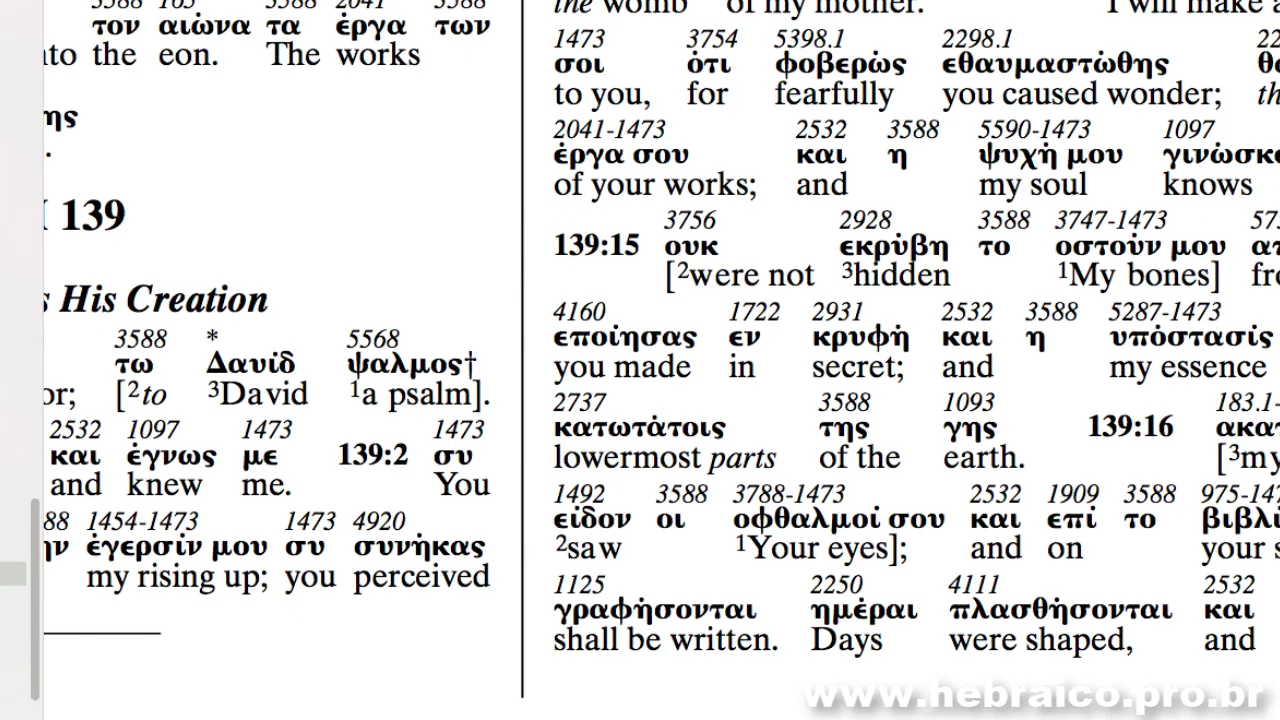 τον αιώνα τα έργα των
the eon. The works
.
139
His Creation
3588 * 5568
τω Δαυίδ ψαλμος†
[²to ³David ¹a psalm].
2532 1097 1473 1473
και έγνως με 139:2 συ
and knew me. You
1454-1473 1473 4920
έγερσίν μου συ συνήκας
my rising up; you perceived
the womb of my mother. I will make
1473 3754 5398.1 2298.1
σοι ότι φοβερώς εθαυμαστώθης
to you, for fearfully you caused wonder;
2041-1473 2532 3588 5590-1473 1097
έργα σου και η ψυχή μου
of your works; and my soul knows
3756 2928 3588 3747-1473
139:15 ουκ εκρύβη το οστούν μου
[²were not ³hidden ¹My bones]
4160 1722 2931 2532 3588 5287-1473
εποίησας εν κρυφή και η υπόστασίς
you made in secret; and my essence
2737 3588 1093
κατωτάτοις της γης 139:16
lowermost parts of the earth.
1492 3588 3788-1473 2532 1909 3588
είδον οι οφθαλμοί σου και επί το
²saw ¹Your eyes]; and on your
1125 2250 4111 2532
γραφήσονται ημέραι πλασθήσονται και
shall be written. Days were shaped, and
www.hebraico.pro.br